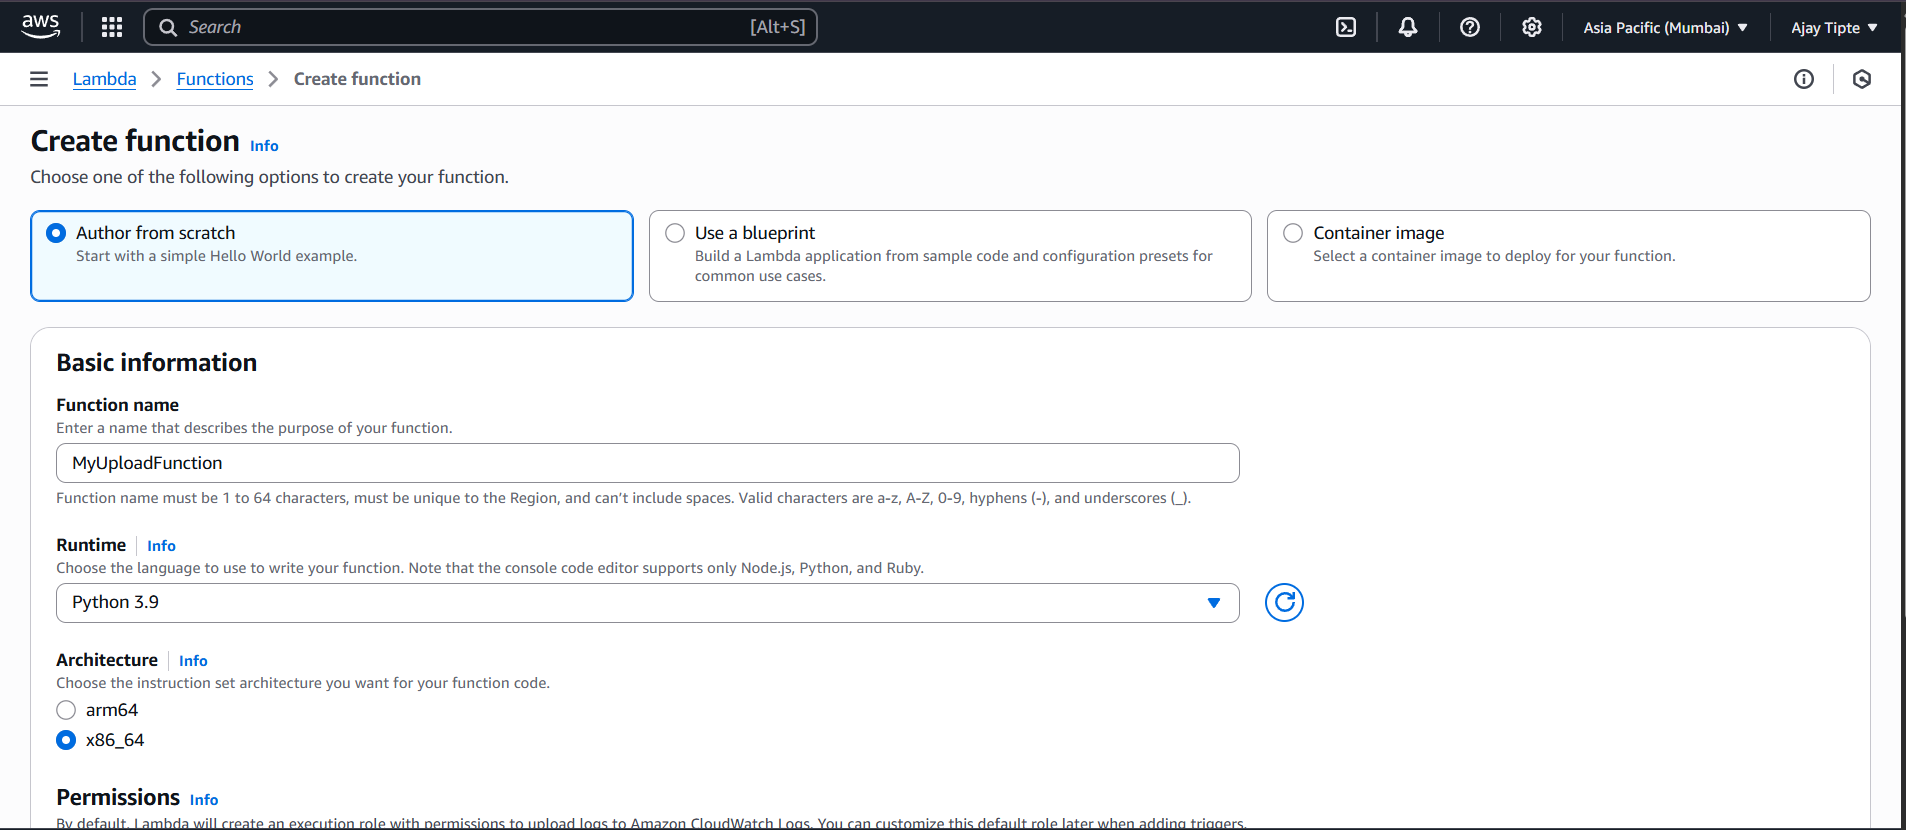 aws
Search [Alt+S]
Asia Pacific (Mumbai)
Ajay Tipte
Lambda
Functions
Create function
Create function Info
Choose one of the following options to create your function.
Author from scratch
Start with a simple Hello World example.
Use a blueprint
Build a Lambda application from sample code and configuration presets for
common use cases.
Container image
Select a container image to deploy for your function.
Basic information
Function name
Enter a name that describes the purpose of your function.
MyUploadFunction
Function name must be 1 to 64 characters, must be unique to the Region, and can't include spaces. Valid characters are a-z, A-Z, 0-9, hyphens (-), and underscores (_).
Runtime Info
Choose the language to use to write your function. Note that the console code editor supports only Node.js, Python, and Ruby.
Python 3.9
Architecture Info
Choose the instruction set architecture you want for your function code.
arm64
x86_64
Permissions Info
By default, Lambda will create an execution role with permissions to upload logs to Amazon CloudWatch Logs. You can customize this default role later when adding triggers.